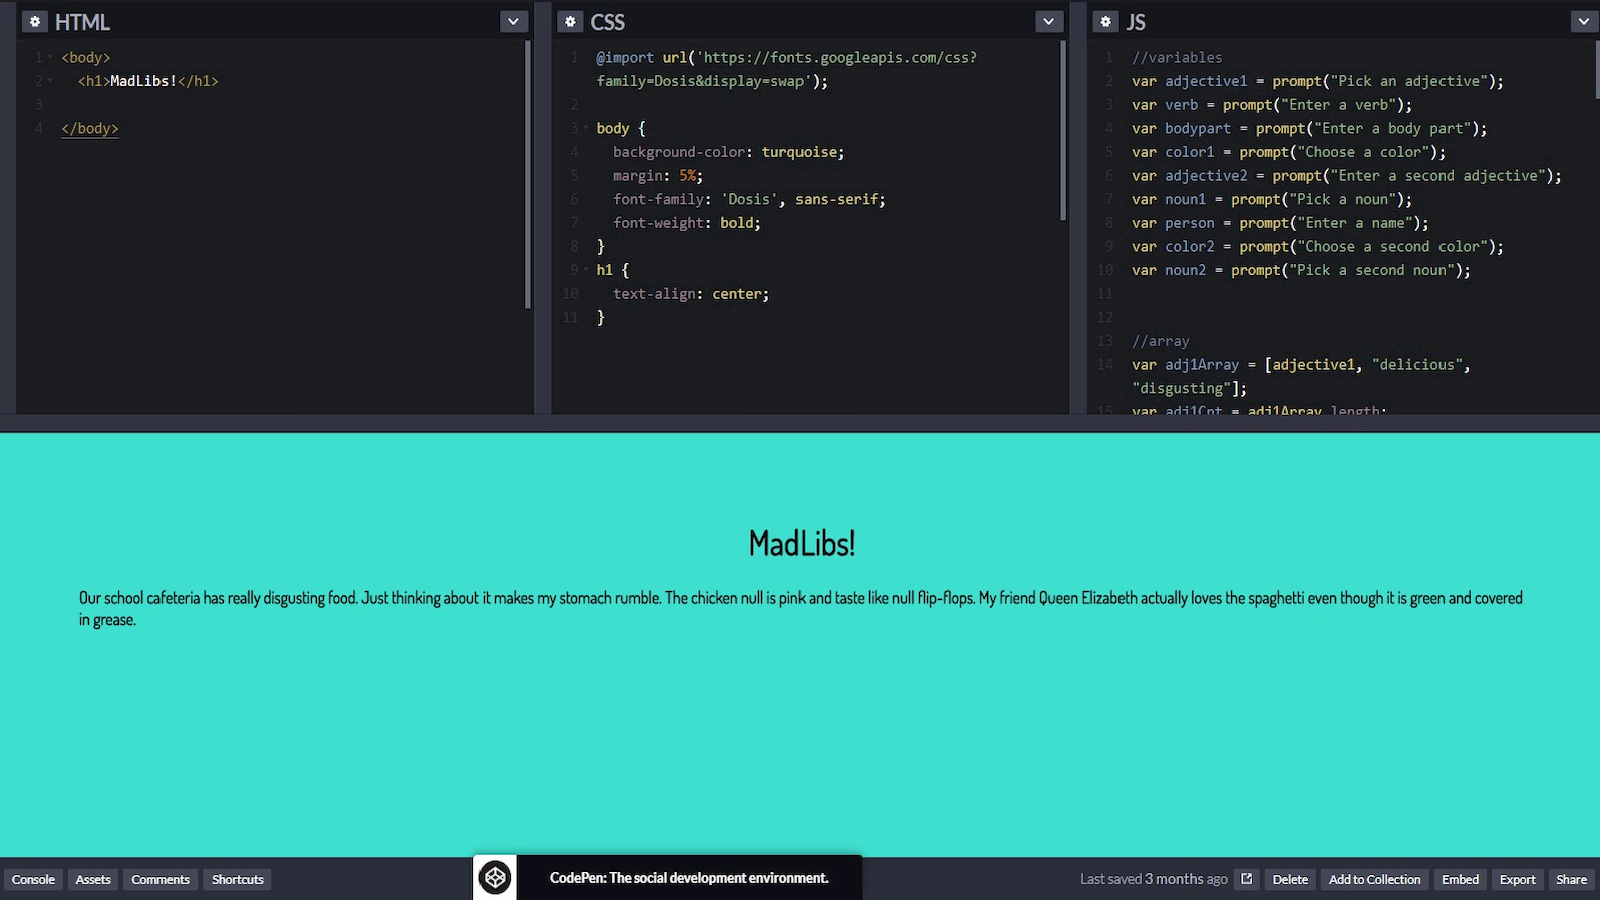 HTML
1 <body>
2 <h1>MadLibs!</h1>
3
4 </body>
CSS
1 @import url('https://fonts.googleapis.com/css?
family=Dosis&display=swap');
2
3 body {
4 background-color: turquoise;
5 margin: 5%;
6 font-family: 'Dosis', sans-serif;
7 font-weight: bold;
8 }
9 h1 {
10 text-align: center;
11 }
JS
1 //variables
2 var adjective1 = prompt("Pick an adjective");
3 var verb = prompt("Enter a verb");
4 var bodypart = prompt("Enter a body part");
5 var color1 = prompt("Choose a color");
6 var adjective2 = prompt("Enter a second adjective");
7 var noun1 = prompt("Pick a noun");
8 var person = prompt("Enter a name");
9 var color2 = prompt("Choose a second color");
10 var noun2 = prompt("Pick a second noun");
11
12
13 //array
14 var adj1Array = [adjective1, "delicious",
"disgusting"];
15 var adj1Cnt = adj1Array.length;
MadLibs!
Our school cafeteria has really disgusting food. Just thinking about it makes my stomach rumble. The chicken null is pink and taste like null flip-flops. My friend Queen Elizabeth actually loves the spaghetti even though it is green and covered
in grease.
Console Assets Comments Shortcuts
CodePen: The social development environment.
Last saved 3 months ago Delete Add to Collection Embed Export Share